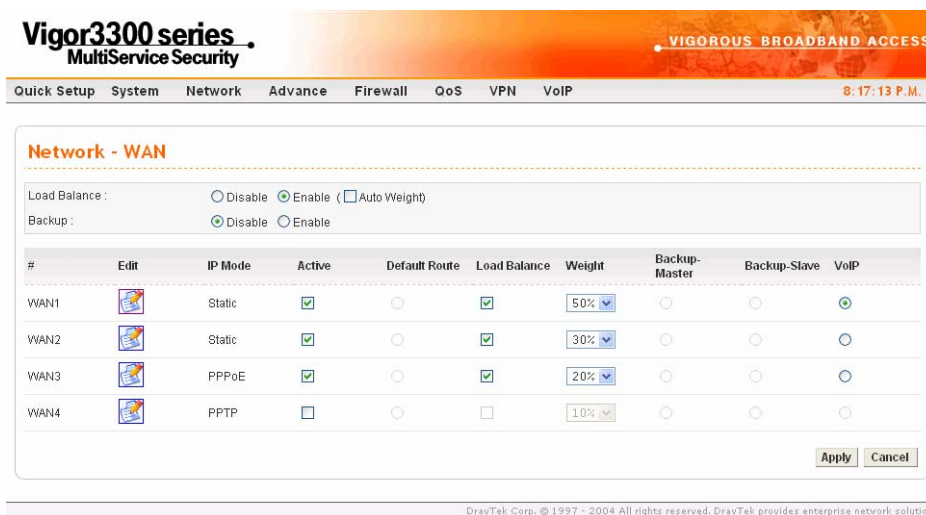 Vigor3300 series
MultiService Security
VIGOROUS BROADBAND ACCESS
Quick Setup System Network Advance Firewall QoS VPN VoIP 8:17:13 P.M.
Network - WAN
Load Balance : Disable Enable ( Auto Weight)
Backup : Disable Enable
# Edit IP Mode Active Default Route Load Balance Weight Backup-Master Backup-Slave VoIP
WAN1 Static 50%
WAN2 Static 30%
WAN3 PPPoE 20%
WAN4 PPTP 10%
Apply Cancel
DrayTek Corp. © 1997 - 2004 All rights reserved. DrayTek provides enterprise network solutio